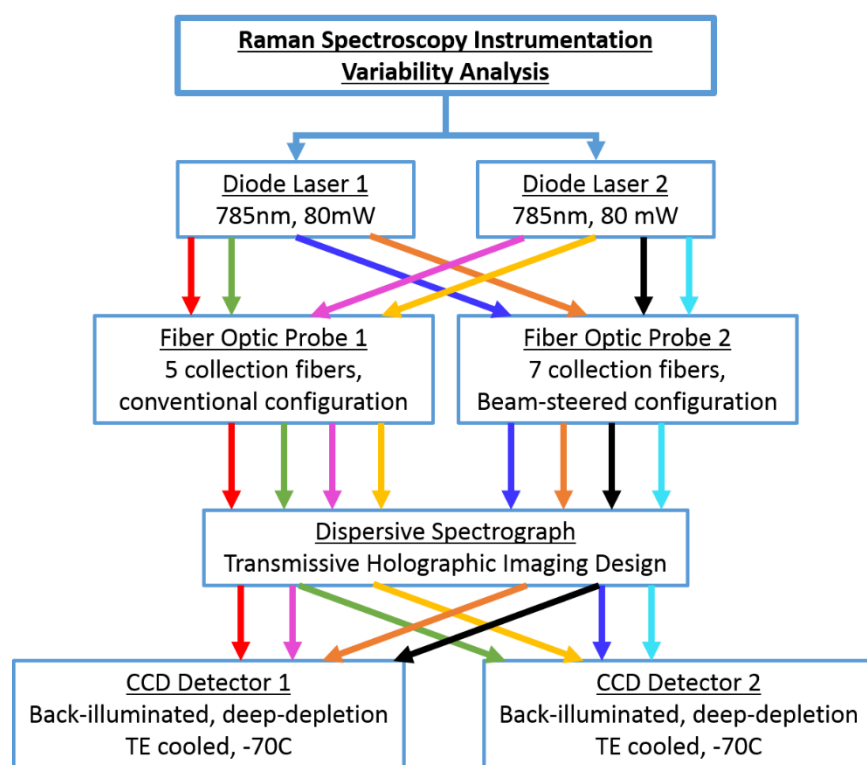 Raman Spectroscopy Instrumentation
Variability Analysis
Diode Laser 1
785nm, 80mW
Diode Laser 2
785nm, 80 mW
Fiber Optic Probe 1
5 collection fibers,
conventional configuration
Fiber Optic Probe 2
7 collection fibers,
Beam-steered configuration
Dispersive Spectrograph
Transmissive Holographic Imaging Design
CCD Detector 1
Back-illuminated, deep-depletion
TE cooled, -70C
CCD Detector 2
Back-illuminated, deep-depletion
TE cooled, -70C